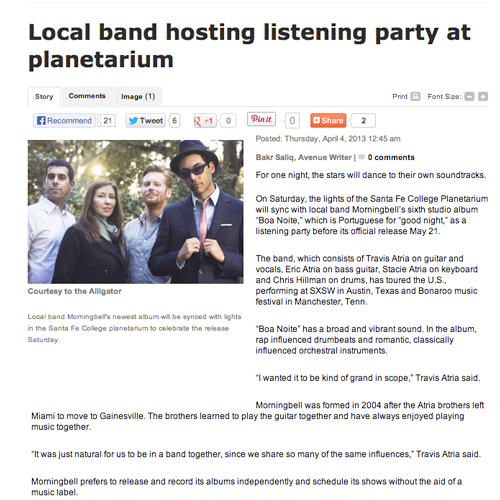 Local band hosting listening party at
planetarium
Story Comments Image (1) Print Font Size:
Recommend 21 Tweet 6 +1 0 Pin it 0 Share 2
Posted: Thursday, April 4, 2013 12:45 am
Bakr Saliq, Avenue Writer | 0 comments
For one night, the stars will dance to their own soundtracks.
On Saturday, the lights of the Santa Fe College Planetarium
will sync with local band Morningbell's sixth studio album
"Boa Noite," which is Portuguese for "good night," as a
listening party before its official release May 21.
The band, which consists of Travis Atria on guitar and
vocals, Eric Atria on bass guitar, Stacie Atria on keyboard
and Chris Hillman on drums, has toured the U.S.,
performing at SXSW in Austin, Texas and Bonaroo music
festival in Manchester, Tenn.
Courtesy to the Alligator
Local band Morningbell's newest album will be synced with lights
in the Santa Fe College planetarium to celebrate the release
Saturday.
"Boa Noite" has a broad and vibrant sound. In the album,
rap influenced drumbeats and romantic, classically
influenced orchestral instruments.
"I wanted it to be kind of grand in scope," Travis Atria said.
Morningbell was formed in 2004 after the Atria brothers left
Miami to move to Gainesville. The brothers learned to play the guitar together and have always enjoyed playing
music together.
"It was just natural for us to be in a band together, since we share so many of the same influences," Travis Atria said.
Morningbell prefers to release and record its albums independently and schedule its shows without the aid of a
music label.